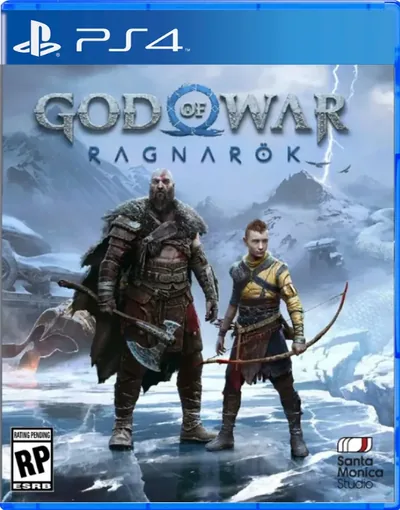 PS4
GOD OF WAR
RAGNARÖK
RATING PENDING
RP
ESRB
Santa
Monica
Studio